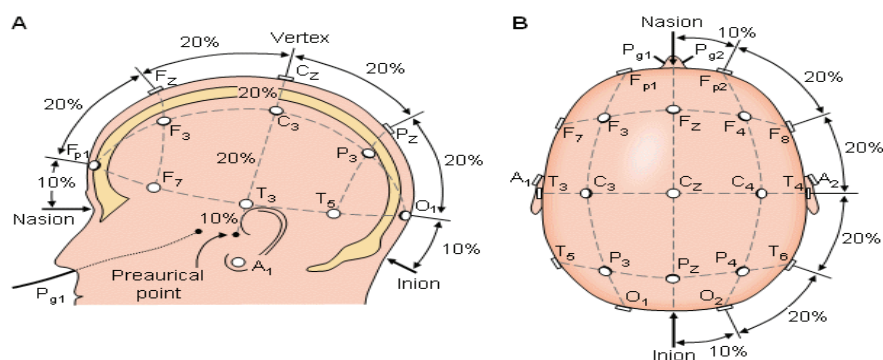 A
20%
Vertex
20%
FZ
CZ
20%
20%
20%
Fp1
F3
C3
PZ
20%
P3
20%
10%
F7
T3
T5
O1
Nasion
10%
10%
Preaurical
point
A1
Inion
Pg1
B
Nasion
10%
Pg1
Pg2
Fp1
Fp2
20%
F7
F3
FZ
F4
F8
20%
A1
T3
C3
CZ
C4
T4
A2
20%
T5
P3
PZ
P4
T6
O1
O2
20%
10%
Inion